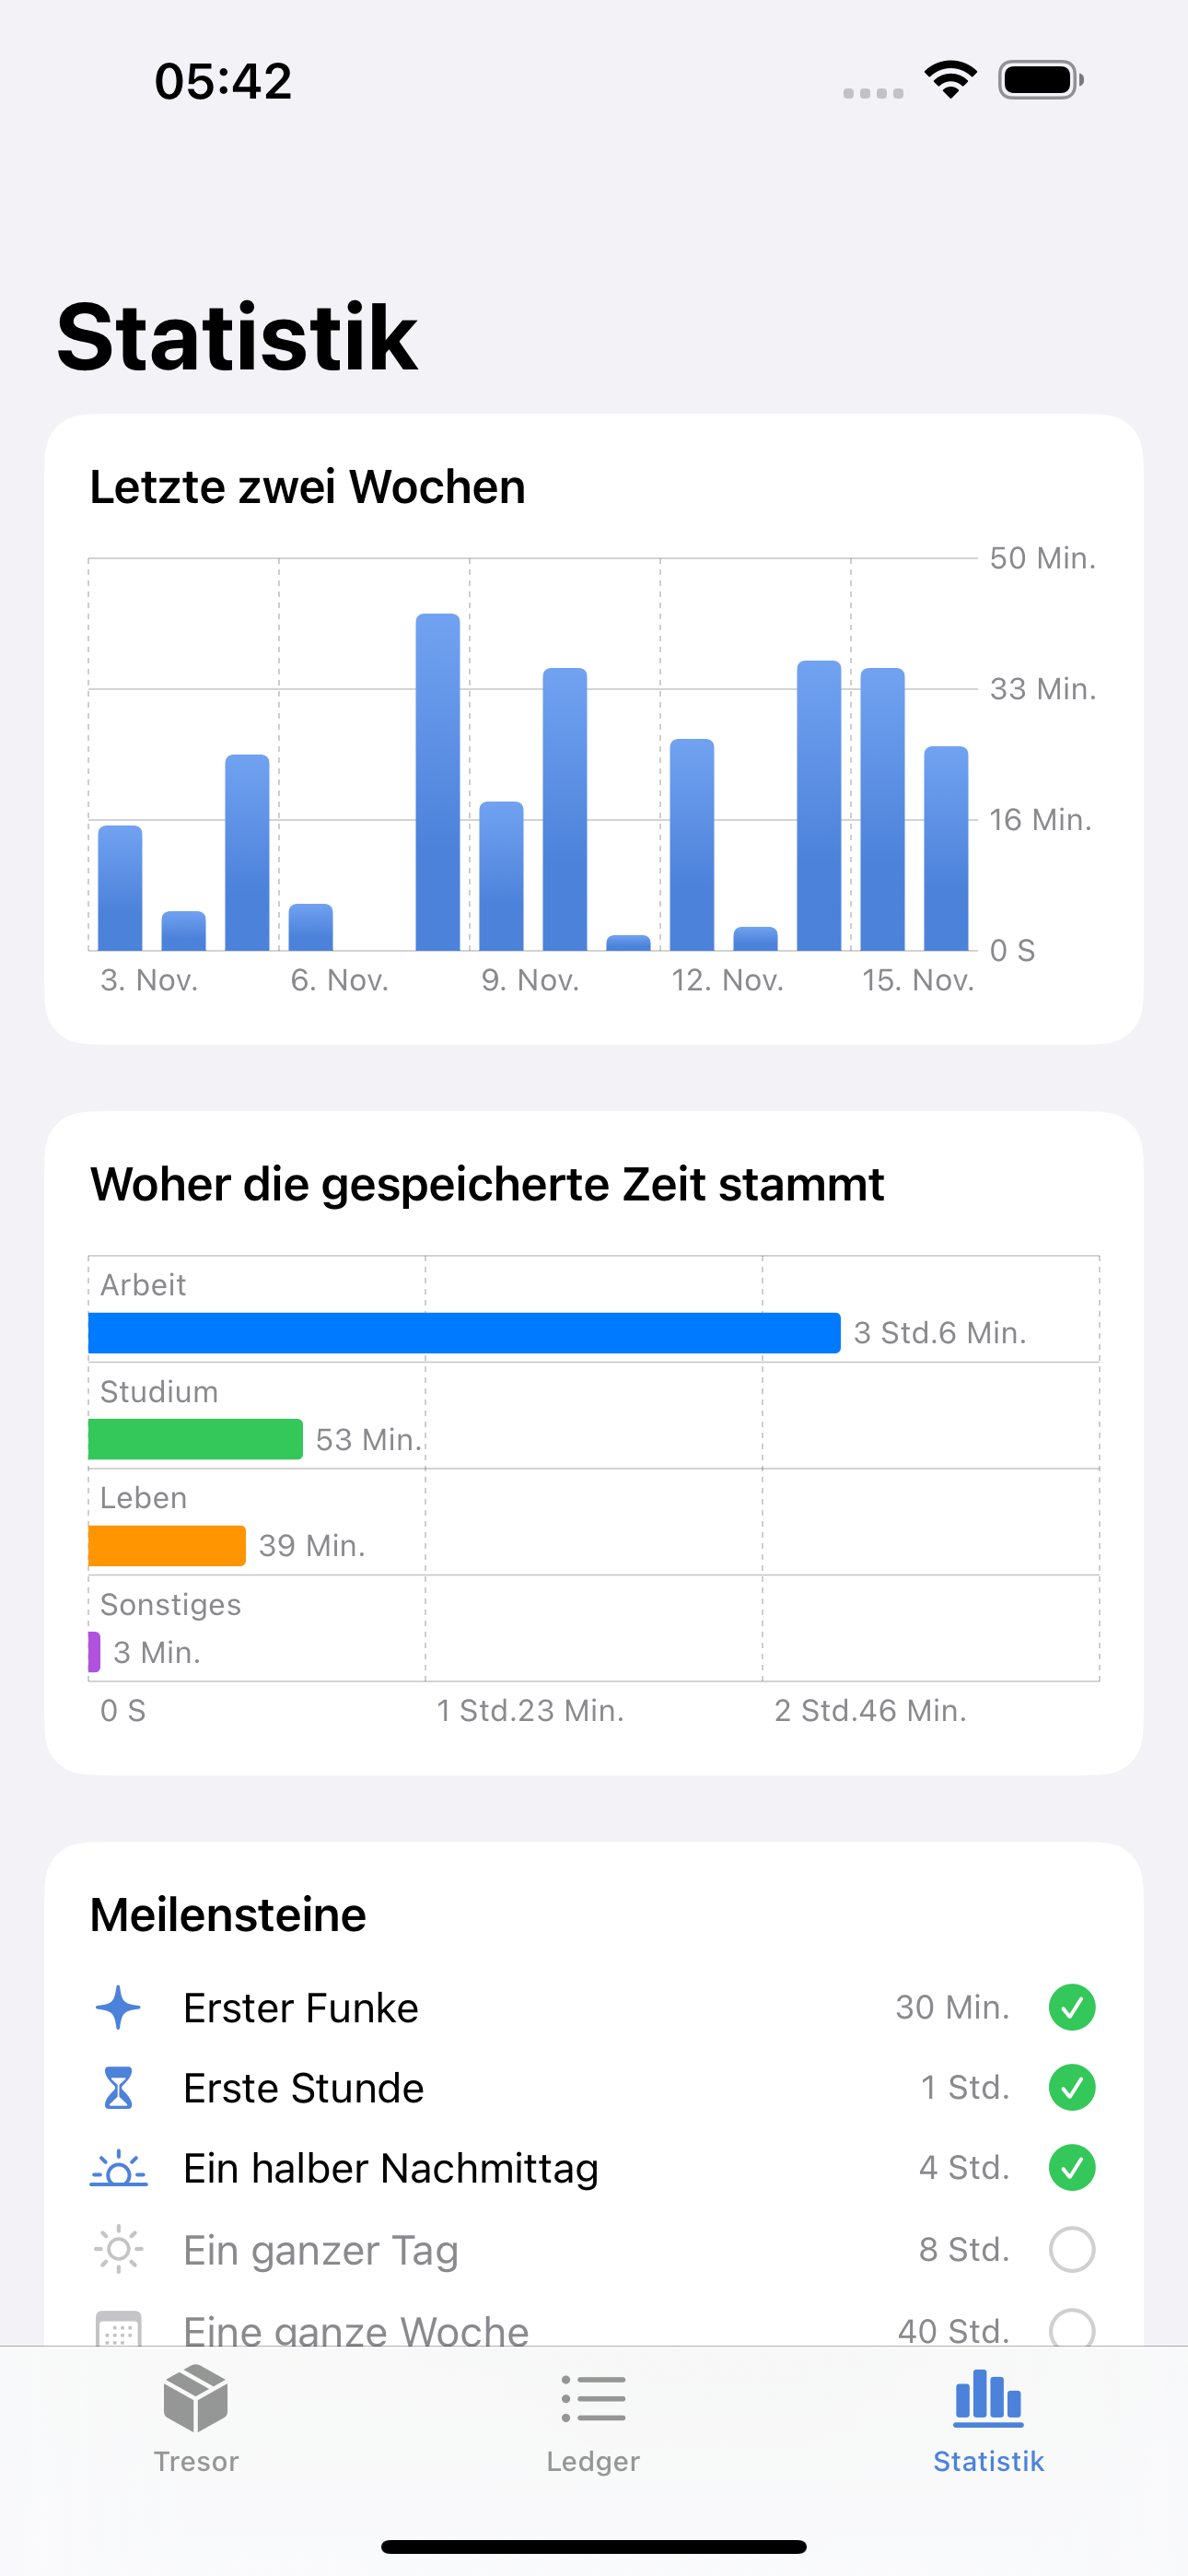 05:42
Statistik
Letzte zwei Wochen
50 Min.
33 Min.
16 Min.
0 S
3. Nov. 6. Nov. 9. Nov. 12. Nov. 15. Nov.
Woher die gespeicherte Zeit stammt
Arbeit
3 Std.6 Min.
Studium
53 Min.
Leben
39 Min.
Sonstiges
3 Min.
0 S 1 Std.23 Min. 2 Std.46 Min.
Meilensteine
Erster Funke 30 Min.
Erste Stunde 1 Std.
Ein halber Nachmittag 4 Std.
Ein ganzer Tag 8 Std.
Eine ganze Woche 40 Std.
Tresor Ledger Statistik